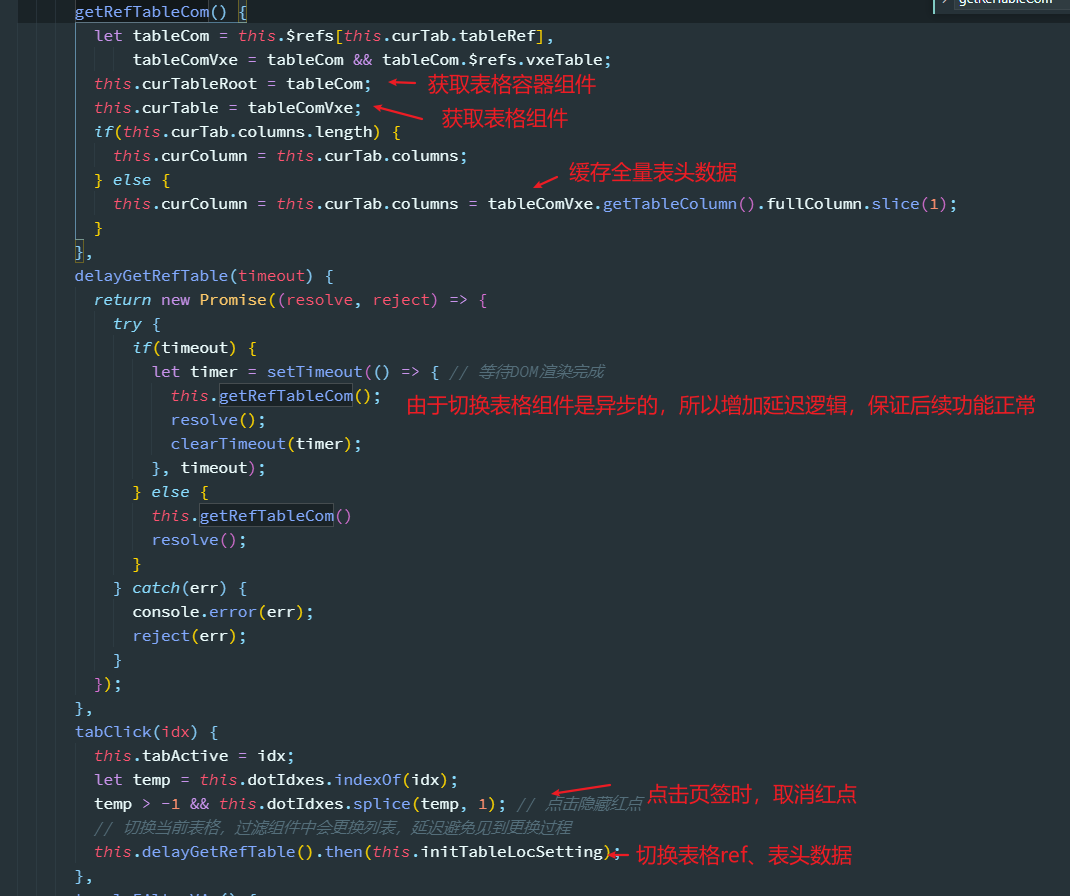 getRefTableCom() {
let tableCom = this.$refs[this.curTab.tableRef],
tableComVxe = tableCom && tableCom.$refs.vxeTable;
this.curTableRoot = tableCom; 获取表格容器组件
this.curTable = tableComVxe; 获取表格组件
if(this.curTab.columns.length) {
this.curColumn = this.curTab.columns;
} else { 缓存全量表头数据
this.curColumn = this.curTab.columns = tableComVxe.getTableColumn().fullColumn.slice(1);
}
},
delayGetRefTable(timeout) {
return new Promise((resolve, reject) => {
try {
if(timeout) {
let timer = setTimeout(() => { // 等待DOM渲染完成
this.getRefTableCom(); 由于切换表格组件是异步的，所以增加延迟逻辑，保证后续功能正常
resolve();
clearTimeout(timer);
}, timeout);
} else {
this.getRefTableCom()
resolve();
}
} catch(err) {
console.error(err);
reject(err);
}
});
},
tabClick(idx) {
this.tabActive = idx;
let temp = this.dotIdxes.indexOf(idx);
temp > -1 && this.dotIdxes.splice(temp, 1); // 点击隐藏红点 点击页签时，取消红点
// 切换当前表格，过滤组件中会更换列表，延迟避免见到更换过程
this.delayGetRefTable().then(this.initTableLocSetting); 切换表格ref、表头数据
},